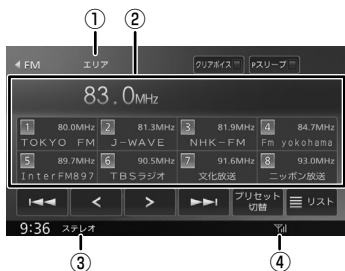 ① ②
FM エリア クリアボイス Pスリープ
83.0MHz
1 80.0MHz 2 81.3MHz 3 81.9MHz 4 84.7MHz
TOKYO FM J-WAVE NHK-FM Fm yokohama
5 89.7MHz 6 90.5MHz 7 91.6MHz 8 93.0MHz
InterFM897 TBSラジオ 文化放送 ニッポン放送
プリセット
切替 リスト
9:36 ステレオ
③ ④